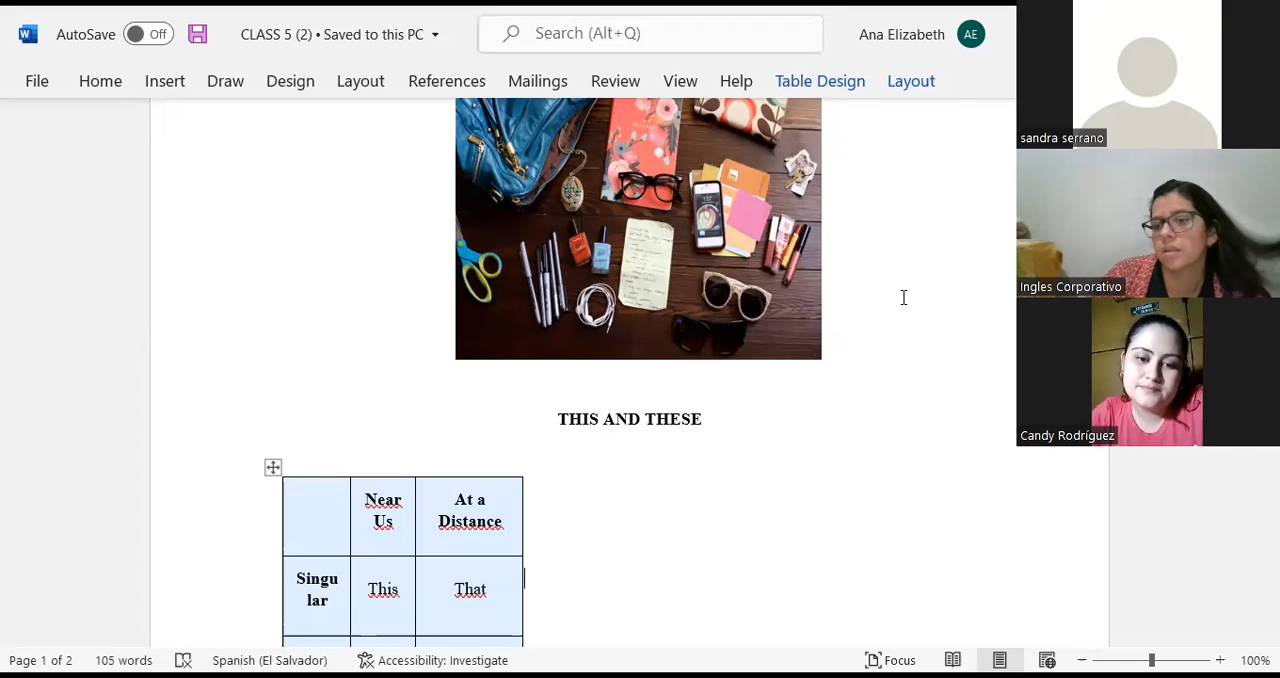 AutoSave Off CLASS 5 (2) • Saved to this PC Search (Alt+Q) Ana Elizabeth AE
File Home Insert Draw Design Layout References Mailings Review View Help Table Design Layout
sandra serrano
Ingles Corporativo
Candy Rodríguez
THIS AND THESE
Near
Us
At a
Distance
Singu
lar
This
That
Page 1 of 2 105 words Spanish (El Salvador) Accessibility: Investigate Focus 100%